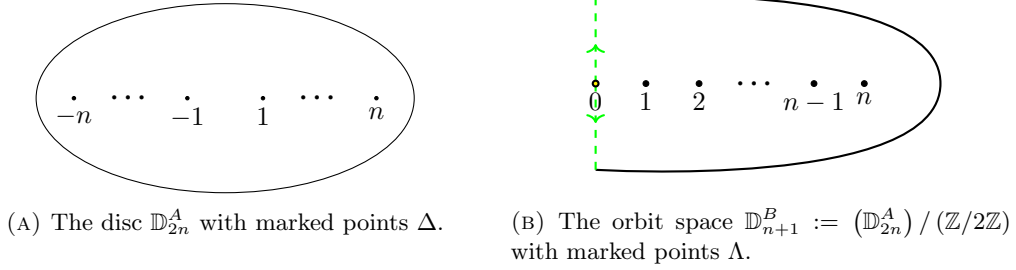 −n ⋯ −1 1 ⋯ n
0 1 2 ⋯ n − 1 n
(A) The disc 𝔻^A_{2n} with marked points Δ.
(B) The orbit space 𝔻^B_{n+1} := (𝔻^A_{2n}) / (ℤ/2ℤ)
with marked points Λ.